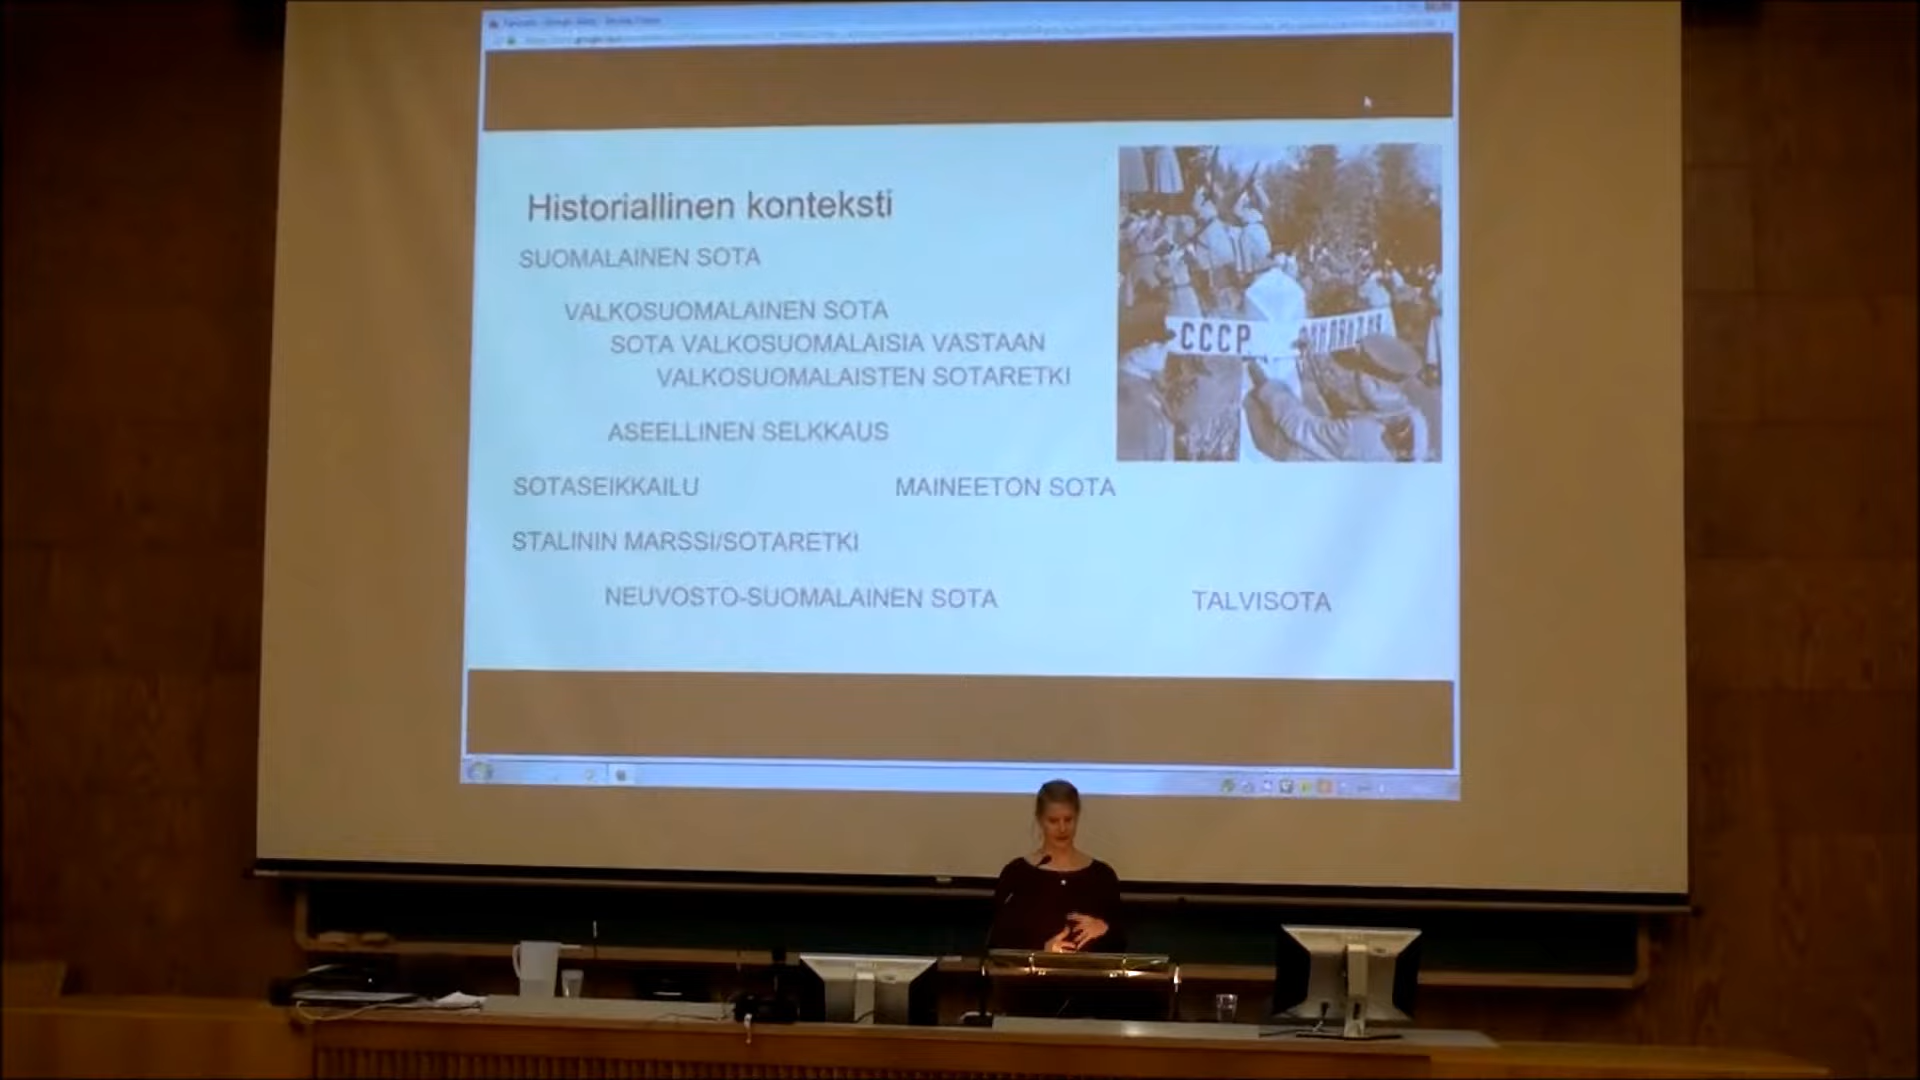 Historiallinen konteksti
SUOMALAINEN SOTA
VALKOSUOMALAINEN SOTA
SOTA VALKOSUOMALAISIA VASTAAN
VALKOSUOMALAISTEN SOTARETKI
СССР
ASEELLINEN SELKKAUS
SOTASEIKKAILU MAINEETON SOTA
STALININ MARSSI/SOTARETKI
NEUVOSTO-SUOMALAINEN SOTA TALVISOTA